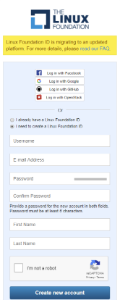 THE
LINUX
FOUNDATION
Linux Foundation ID is migrating to an updated
platform. For more details, please read our FAQ.
Log in with Facebook
Log in with Google
Log in with Github
Log in with OpenStack
Or
I already have a Linux Foundation ID
I need to create a Linux Foundation ID
Username
E-mail Address
Password
Confirm Password
Provide a password for the new account in both fields.
Password must be at least 8 characters.
First Name
Last Name
I'm not a robot
reCAPTCHA
Privacy - Terms
Create new account